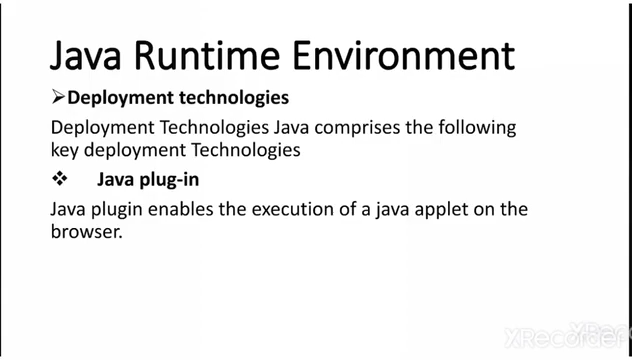 Java Runtime Environment
➢Deployment technologies
Deployment Technologies Java comprises the following
key deployment Technologies
❖ Java plug-in
Java plugin enables the execution of a java applet on the
browser.
XRecorder